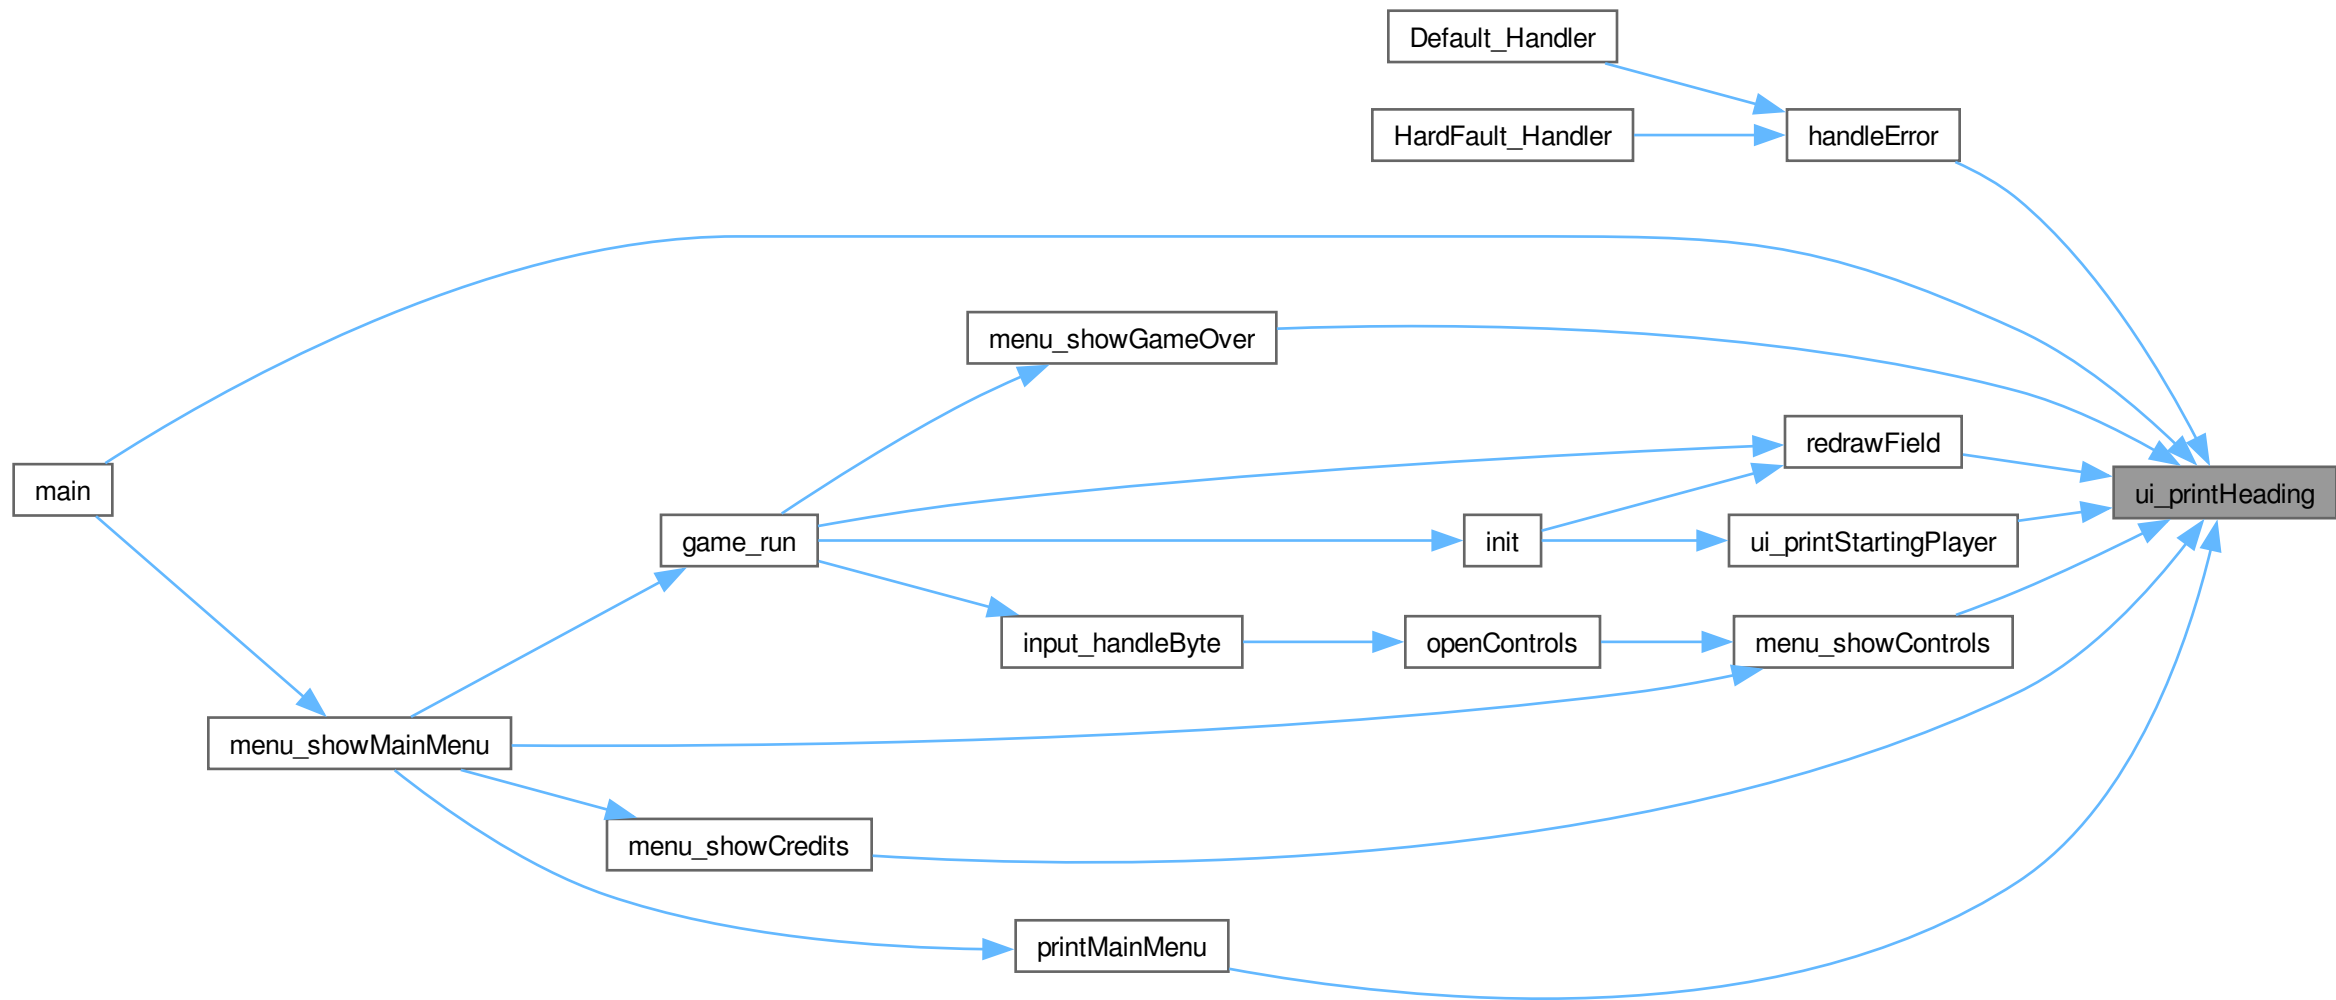 Default_Handler
HardFault_Handler
handleError
menu_showGameOver
redrawField
main
ui_printHeading
game_run
init
ui_printStartingPlayer
input_handleByte
openControls
menu_showControls
menu_showMainMenu
menu_showCredits
printMainMenu